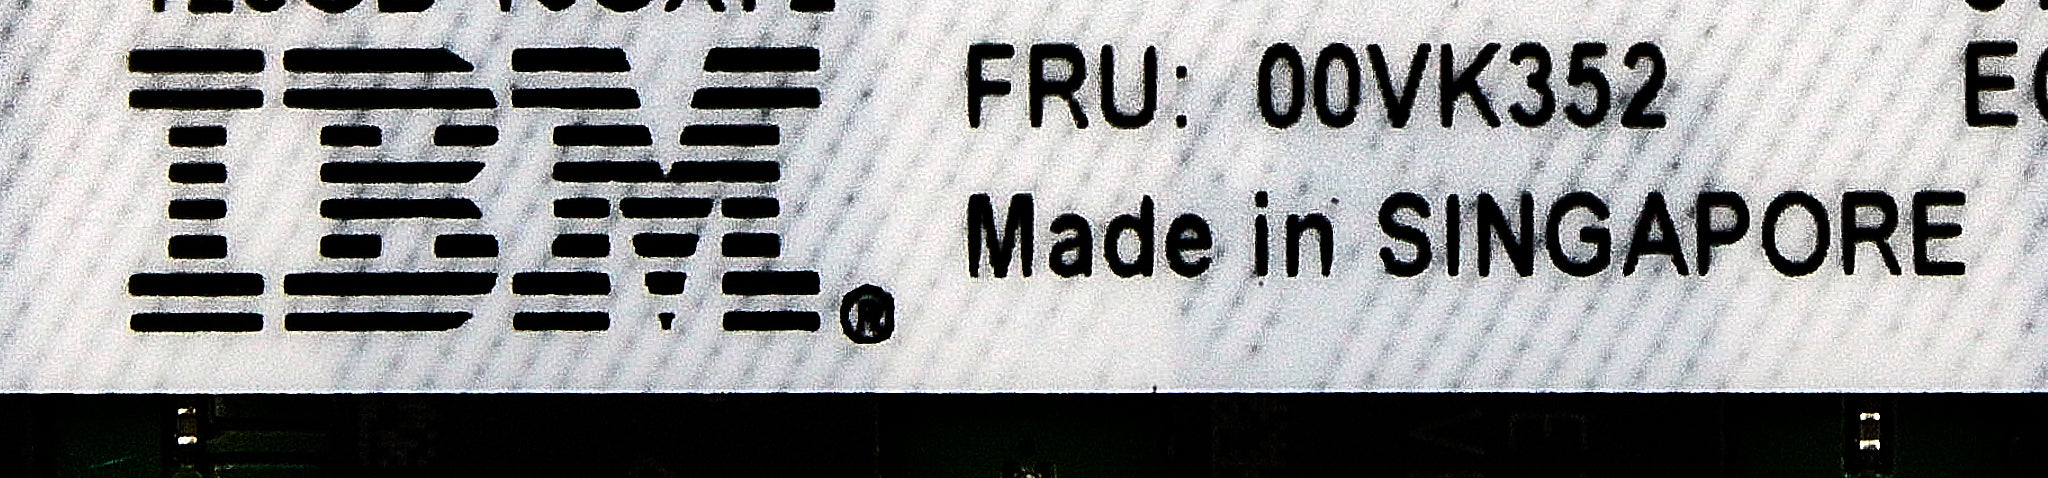 IBM®
FRU: 00VK352
Made in SINGAPORE